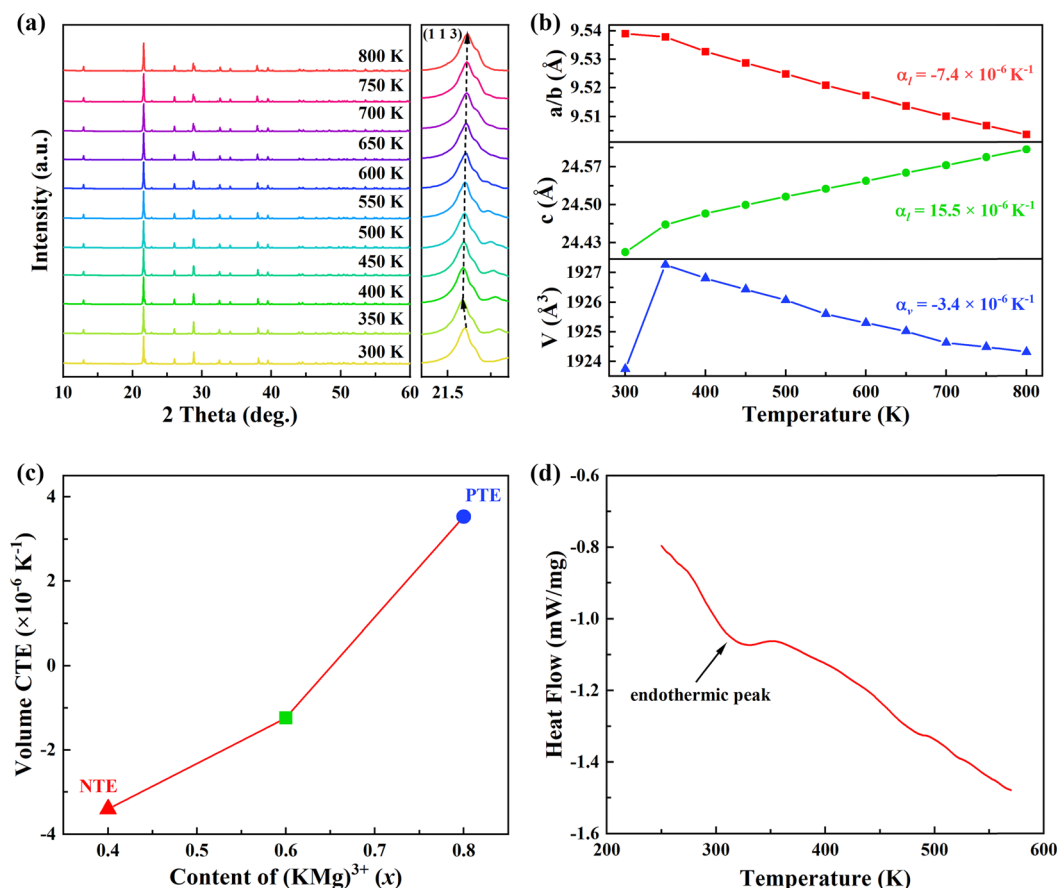 (a)
(1 1 3)
800 K
750 K
700 K
650 K
600 K
550 K
500 K
450 K
400 K
350 K
300 K
Intensity (a.u.)
10 20 30 40 50 60
21.5
2 Theta (deg.)
(b)
9.54
9.53
9.52
9.51
a/b (Å)
αl = -7.4 × 10-6 K-1
24.57
24.50
24.43
c (Å)
αl = 15.5 × 10-6 K-1
1927
1926
1925
1924
V (Å3)
αv = -3.4 × 10-6 K-1
300 400 500 600 700 800
Temperature (K)
(c)
4
2
0
-2
-4
Volume CTE (×10-6 K-1)
PTE
NTE
0.4 0.5 0.6 0.7 0.8
Content of (KMg)3+ (x)
(d)
-0.6
-0.8
-1.0
-1.2
-1.4
-1.6
Heat Flow (mW/mg)
endothermic peak
200 300 400 500 600
Temperature (K)